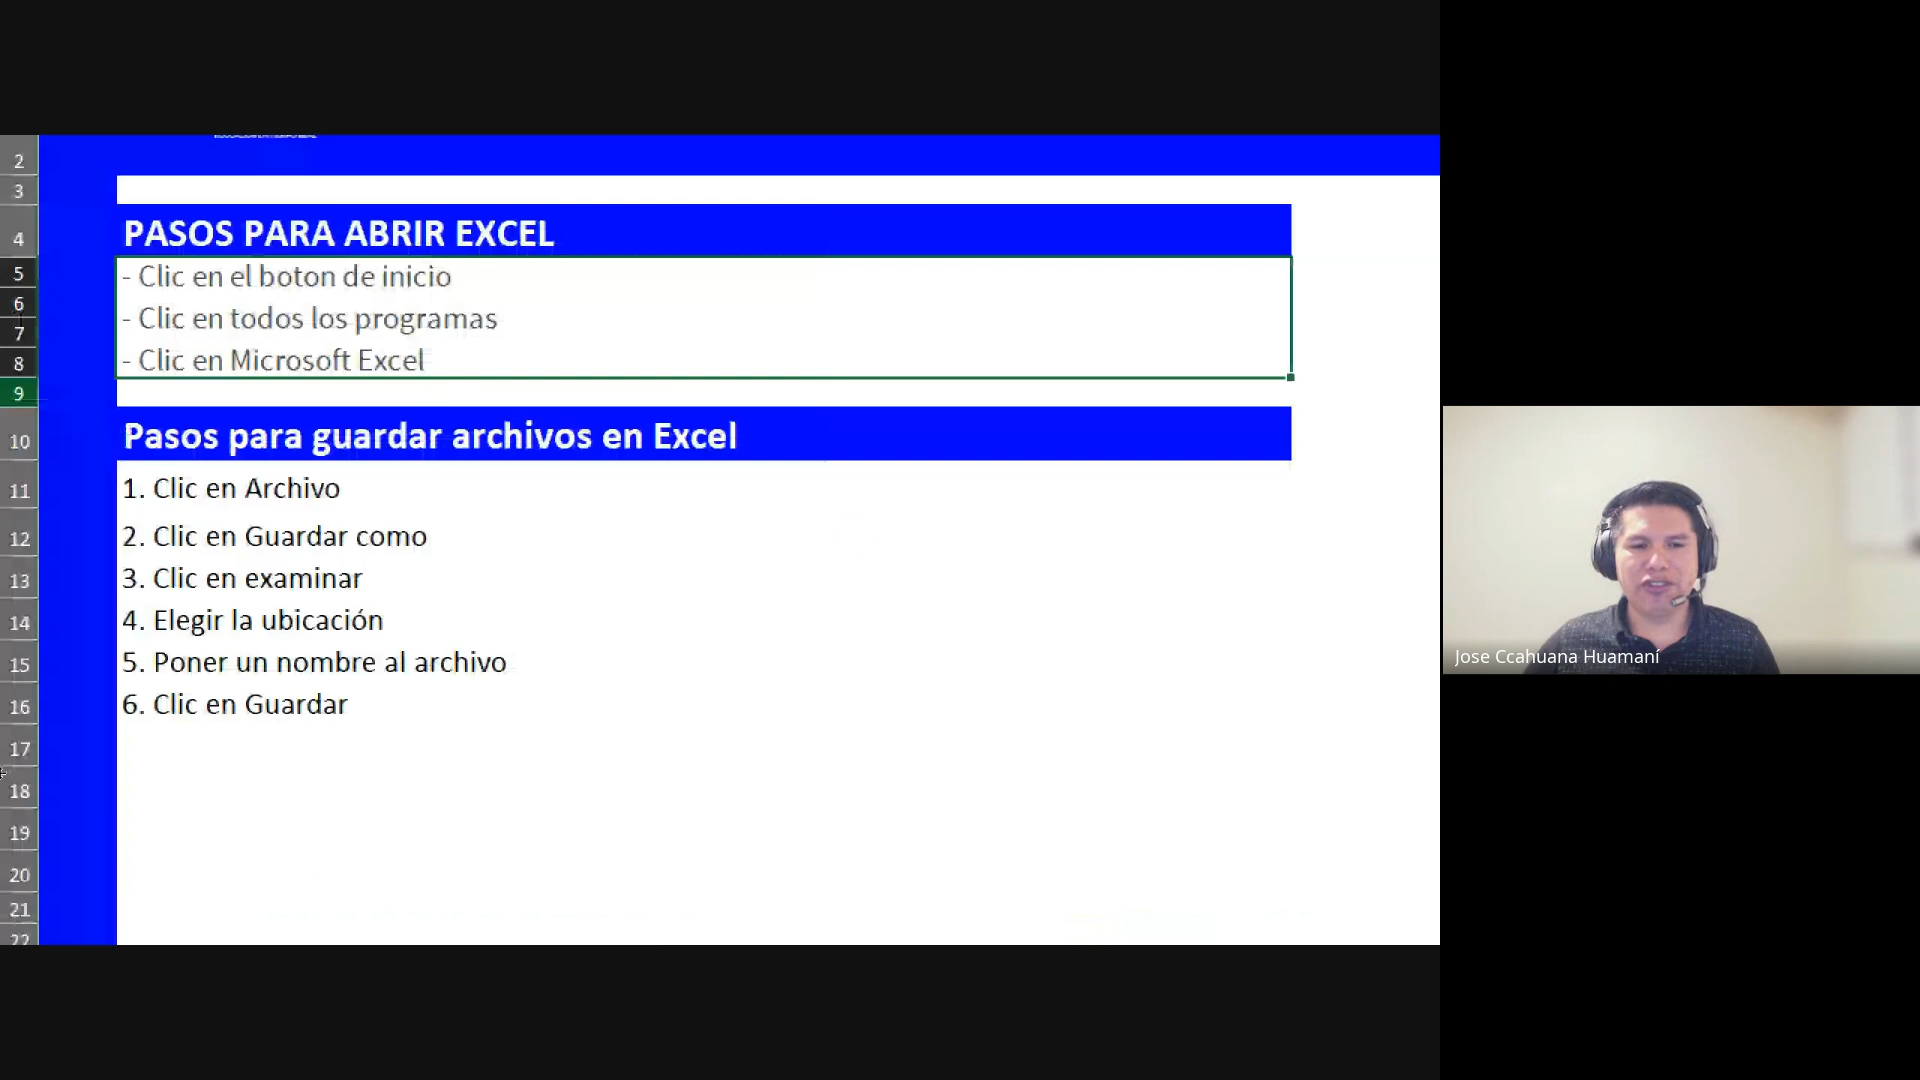 2
3
4
PASOS PARA ABRIR EXCEL
5
- Clic en el boton de inicio
6
- Clic en todos los programas
7
8
- Clic en Microsoft Excel
9
10
Pasos para guardar archivos en Excel
11
1. Clic en Archivo
12
2. Clic en Guardar como
13
3. Clic en examinar
14
4. Elegir la ubicación
15
5. Poner un nombre al archivo
16
6. Clic en Guardar
17
18
19
20
21
22
Jose Ccahuana Huamaní